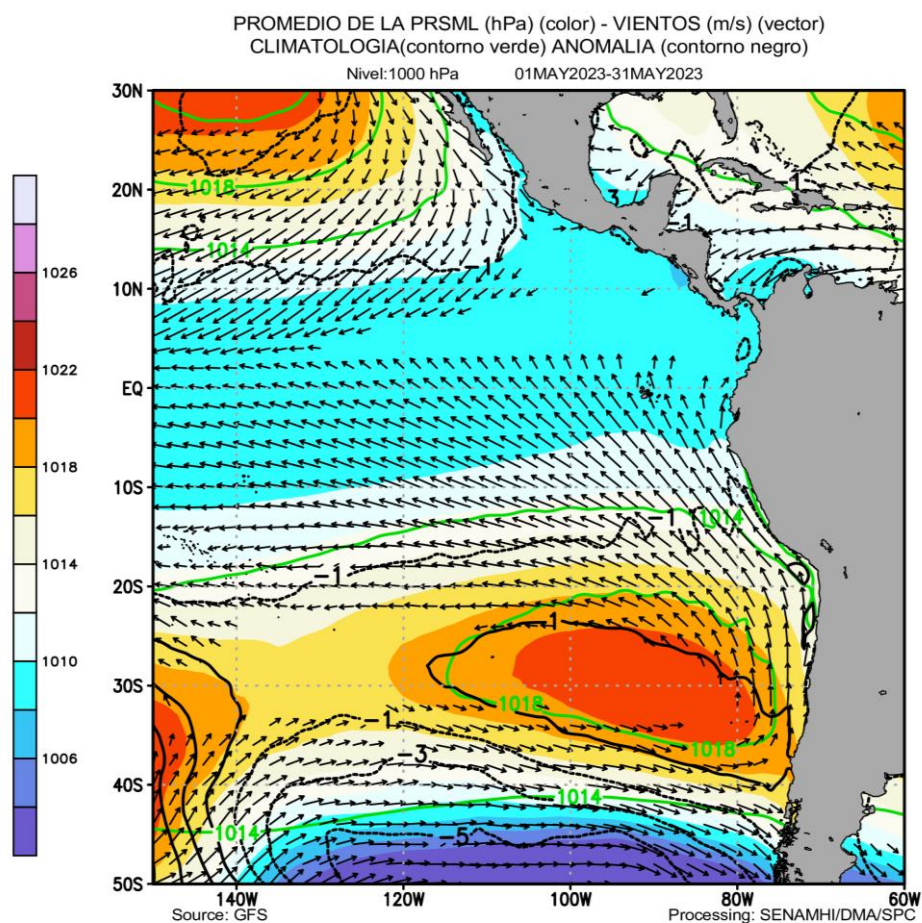 PROMEDIO DE LA PRSML (hPa) (color) - VIENTOS (m/s) (vector)
CLIMATOLOGIA(contorno verde) ANOMALIA (contorno negro)
Nivel:1000 hPa 01MAY2023-31MAY2023
30N
20N
10N
EQ
10S
20S
30S
40S
50S
140W 120W 100W 80W 60W
1026
1022
1018
1014
1010
1006
1018
1014
-1
1
1
1
1014
-1
1
1018
1018
-1
-3
1014
1014
-5
Source: GFS Processing: SENAMHI/DMA/SPC